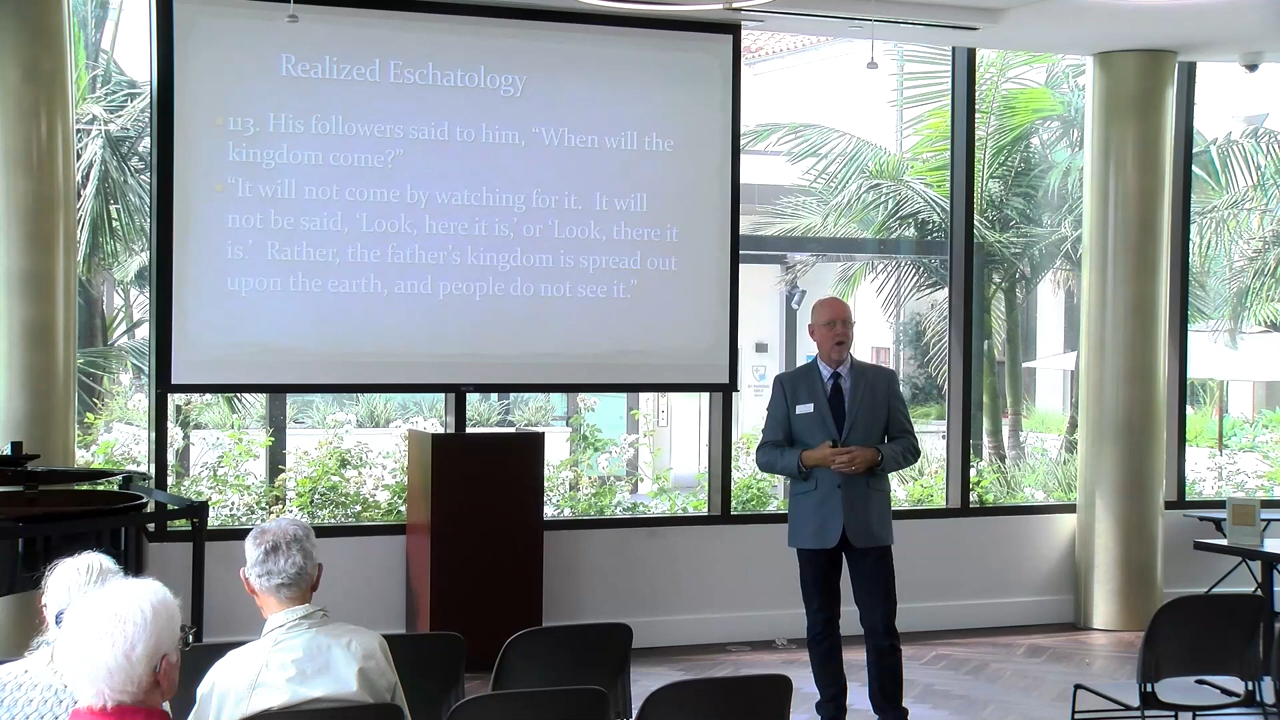 Realized Eschatology
113. His followers said to him, “When will the
kingdom come?”
“It will not come by watching for it. It will
not be said, ‘Look, here it is,’ or ‘Look, there it
is.’ Rather, the father’s kingdom is spread out
upon the earth, and people do not see it.”